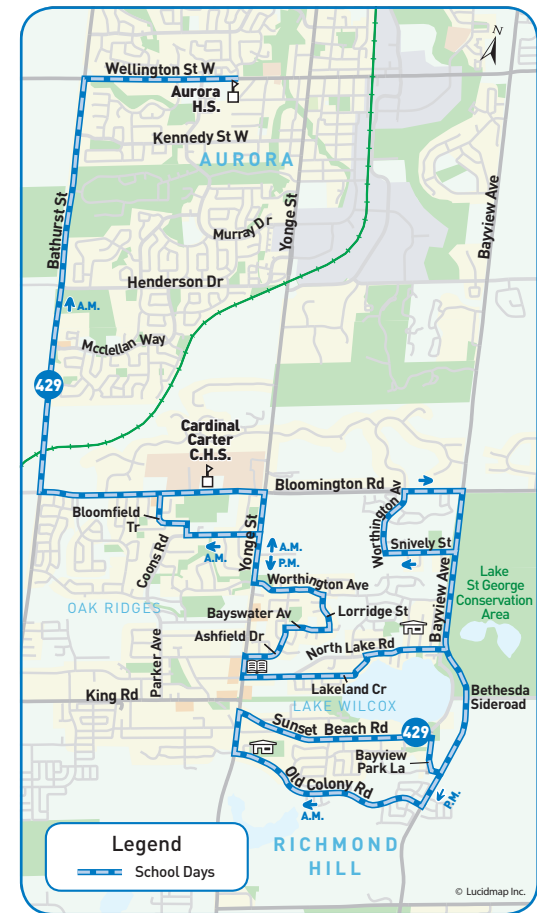 N
Wellington St W
Aurora
H.S.
Kennedy St W
AURORA
Bathurst St
Murray Dr
Yonge St
Bayview Ave
Henderson Dr
A.M.
Mcclellan Way
429
Cardinal
Carter
C.H.S.
Bloomington Rd
Bloomfield
Tr
Coons Rd
A.M.
Yonge St
A.M.
P.M.
Worthington Av
Snively St
Bayview Ave
Lake
St George
Conservation
Area
Worthington Ave
OAK RIDGES
Bayswater Av
Lorridge St
Ashfield Dr
North Lake Rd
Parker Ave
King Rd
Lakeland Cr
LAKE WILCOX
Bethesda
Sideroad
Sunset Beach Rd
429
Bayview
Park La
Old Colony Rd
P.M.
A.M.
RICHMOND
HILL
Legend
School Days
© Lucidmap Inc.